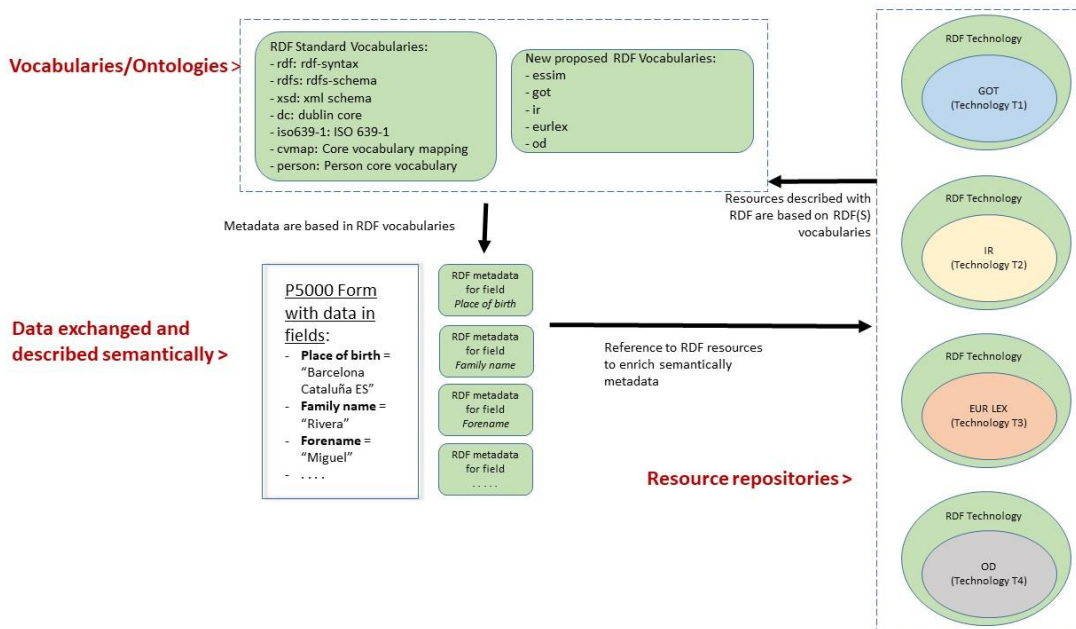 Vocabularies/Ontologies >
RDF Standard Vocabularies:
- rdf: rdf-syntax
- rdfs: rdfs-schema
- xsd: xml schema
- dc: dublin core
- iso639-1: ISO 639-1
- cvmap: Core vocabulary mapping
- person: Person core vocabulary
New proposed RDF Vocabularies:
- essim
- got
- ir
- eurlex
- od
Metadata are based in RDF vocabularies
Resources described with
RDF are based on RDF(S)
vocabularies
Data exchanged and
described semantically >
P5000 Form
with data in
fields:
- Place of birth =
"Barcelona
Cataluña ES"
- Family name =
"Rivera"
- Forename =
"Miguel"
- . . . .
RDF metadata
for field
Place of birth
RDF metadata
for field
Family name
RDF metadata
for field
Forename
RDF metadata
for field
. . . . .
Reference to RDF resources
to enrich semantically
metadata
Resource repositories >
RDF Technology
GOT
(Technology T1)
RDF Technology
IR
(Technology T2)
RDF Technology
EUR LEX
(Technology T3)
RDF Technology
OD
(Technology T4)